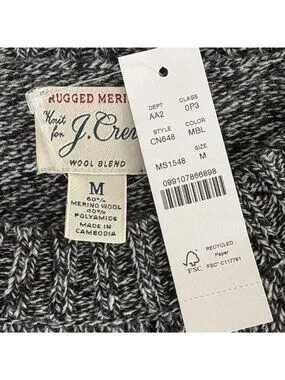 RUGGED MERI
Knit
for J.Crew
WOOL BLEND
M
60%
MERINO WOOL
40%
POLYAMIDE
MADE IN
CAMBODIA
DEPT CLASS
AA2 0P3
STYLE COLOR
CN648 MBL
SIZE
MS1548 M
099107866898
RECYCLED
Paper
FSC
FSC® C117761